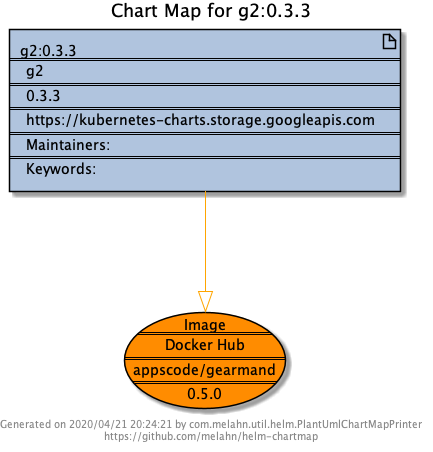 Chart Map for g2:0.3.3
g2:0.3.3
g2
0.3.3
https://kubernetes-charts.storage.googleapis.com
Maintainers:
Keywords:
Image
Docker Hub
appscode/gearmand
0.5.0
Generated on 2020/04/21 20:24:21 by com.melahn.util.helm.PlantUmlChartMapPrinter
https://github.com/melahn/helm-chartmap